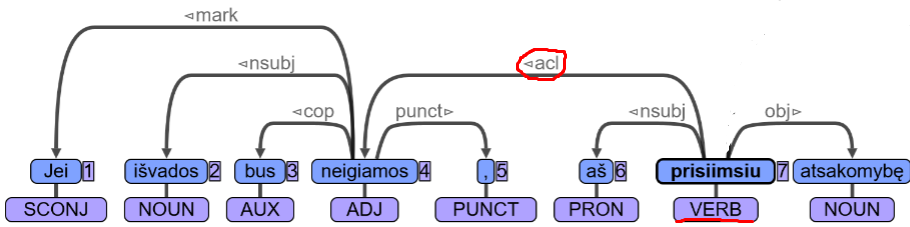 ◃mark
◃nsubj ◃acl
◃cop punct▹ ◃nsubj obj▹
Jei 1 išvados 2 bus 3 neigiamos 4 , 5 aš 6 prisiimsiu 7 atsakomybę
SCONJ NOUN AUX ADJ PUNCT PRON VERB NOUN